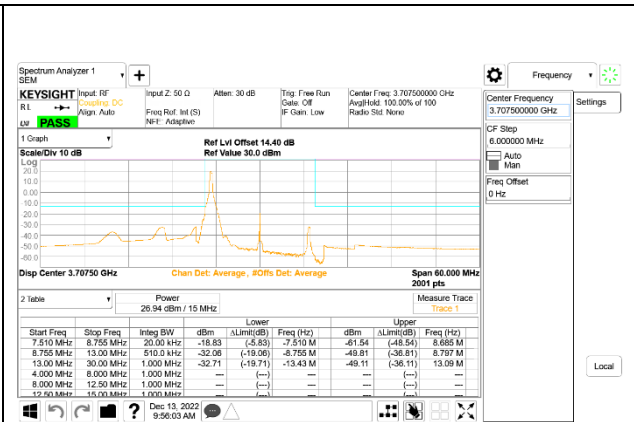 Spectrum Analyzer 1
SEM
Frequency
KEYSIGHT Input: RF Input Z: 50 Ω Atten: 30 dB Trig: Free Run Center Freq: 3.707500000 GHz
RL Coupling: DC Gate: Off Avg|Hold: 100.00% of 100
Align: Auto Freq Ref: Int (S) IF Gain: Low Radio Std: None
LNI PASS NFE: Adaptive
Center Frequency
3.707500000 GHz
Settings
CF Step
6.000000 MHz
Auto
Man
Freq Offset
0 Hz
1 Graph
Ref Lvl Offset 14.40 dB
Scale/Div 10 dB Ref Value 30.0 dBm
Log
20.0
10.0
0.00
-10.0
-20.0
-30.0
-40.0
-50.0
-60.0
Disp Center 3.70750 GHz Chan Det: Average, #Offs Det: Average Span 60.000 MHz
2001 pts
2 Table Power Measure Trace
26.94 dBm / 15 MHz Trace 1
Lower Upper
Start Freq Stop Freq Integ BW dBm ΔLimit(dB) Freq (Hz) dBm ΔLimit(dB) Freq (Hz)
7.510 MHz 8.755 MHz 20.00 kHz -18.83 (-5.83) -7.510 M -61.54 (-48.54) 8.685 M
8.755 MHz 13.00 MHz 510.0 kHz -32.06 (-19.06) -8.755 M -49.81 (-36.81) 8.797 M
13.00 MHz 30.00 MHz 1.000 MHz -32.71 (-19.71) -13.43 M -49.11 (-36.11) 13.09 M
4.000 MHz 8.000 MHz 1.000 MHz --- (---) --- --- (---) ---
8.000 MHz 12.50 MHz 1.000 MHz --- (---) --- --- (---) ---
12.50 MHz 15.00 MHz 1.000 MHz --- (---) --- --- (---) ---
Local
? Dec 13, 2022
9:56:03 AM